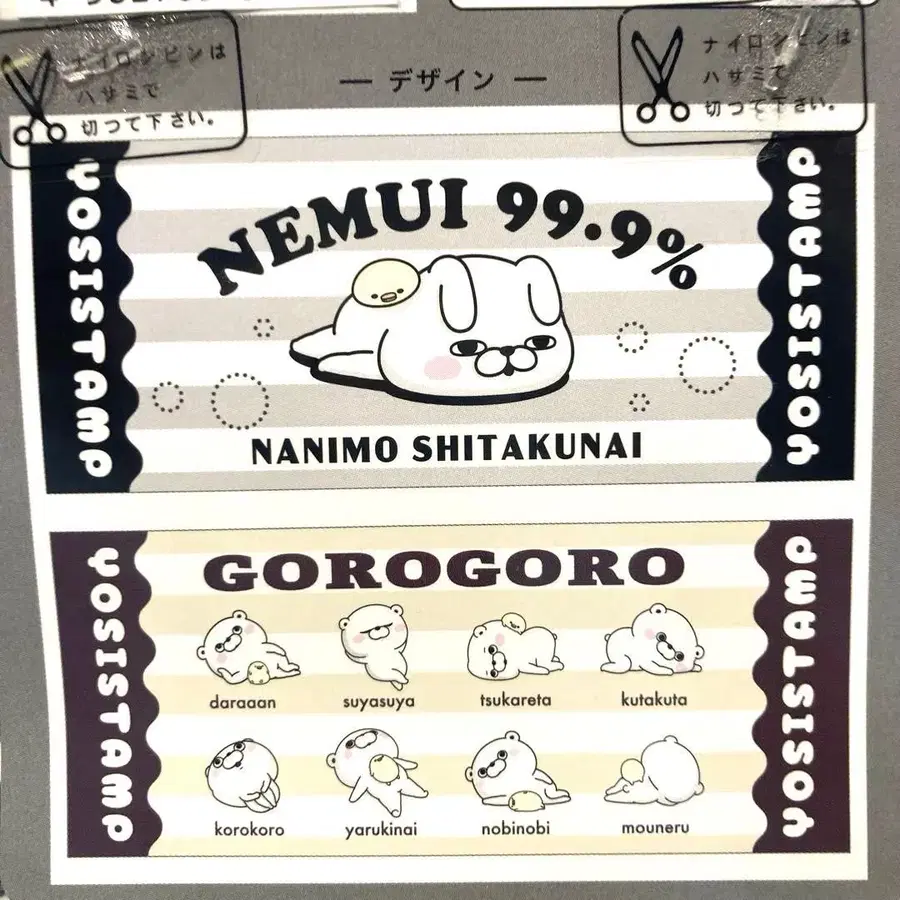 ナイロンピンは
ハサミで
切つて下さい。
— デザイン —
ナイロンピンは
ハサミで
切つて下さい。
YOSISTAMP
NEMUI 99.9%
NANIMO SHITAKUNAI
YOSISTAMP
YOSISTAMP
GOROGORO
daraaan suyasuya tsukareta kutakuta
korokoro yarukinai nobinobi mouneru
YOSISTAMP